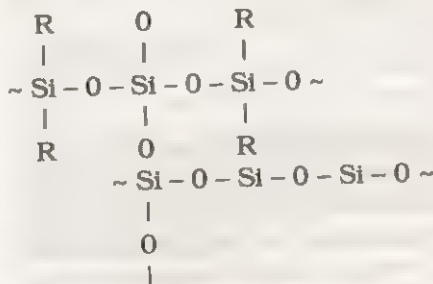 R 0 R
| | |
~ Si – 0 – Si – 0 – Si – 0 ~
| | |
R 0 R
~ Si – 0 – Si – 0 – Si – 0 ~
|
0
|